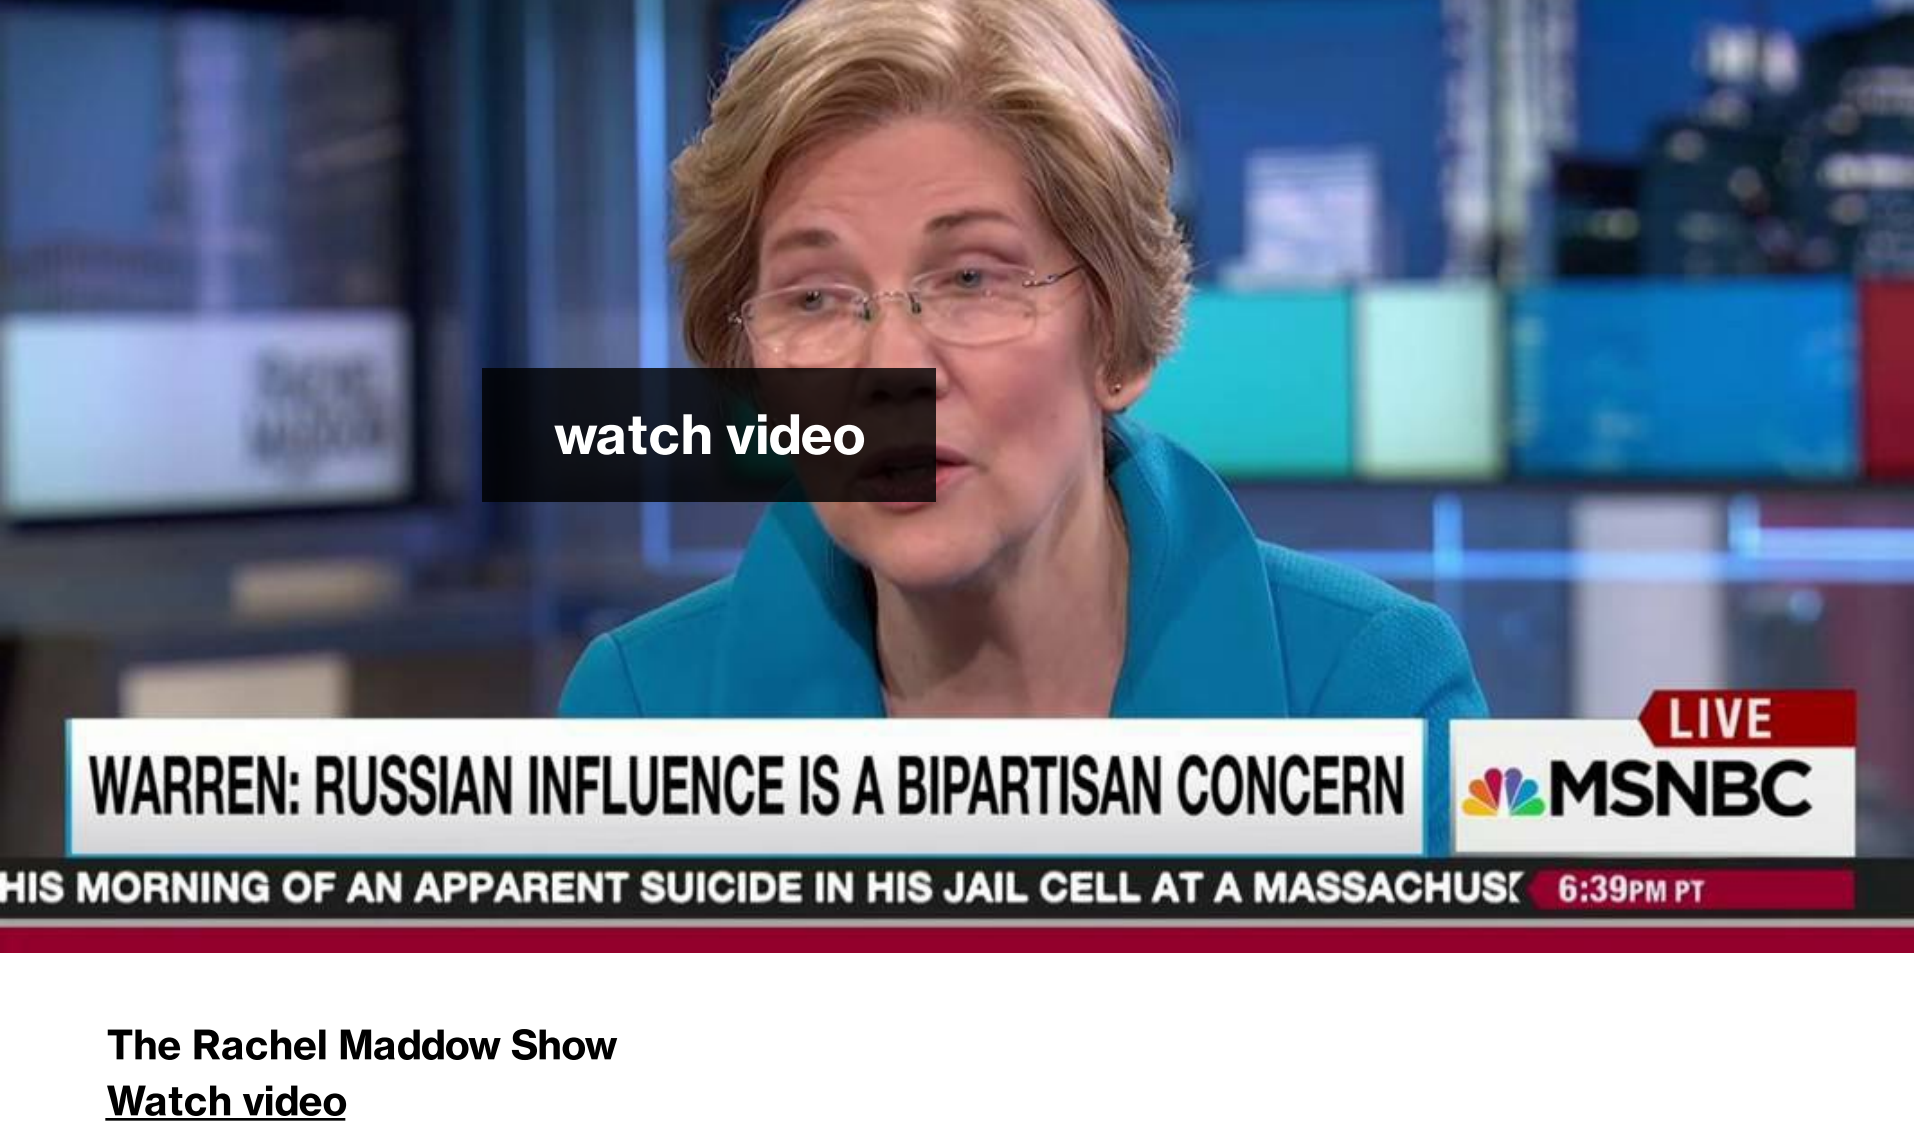 watch video
LIVE
WARREN: RUSSIAN INFLUENCE IS A BIPARTISAN CONCERN
MSNBC
HIS MORNING OF AN APPARENT SUICIDE IN HIS JAIL CELL AT A
6:39PM PT
The Rachel Maddow Show
Watch video